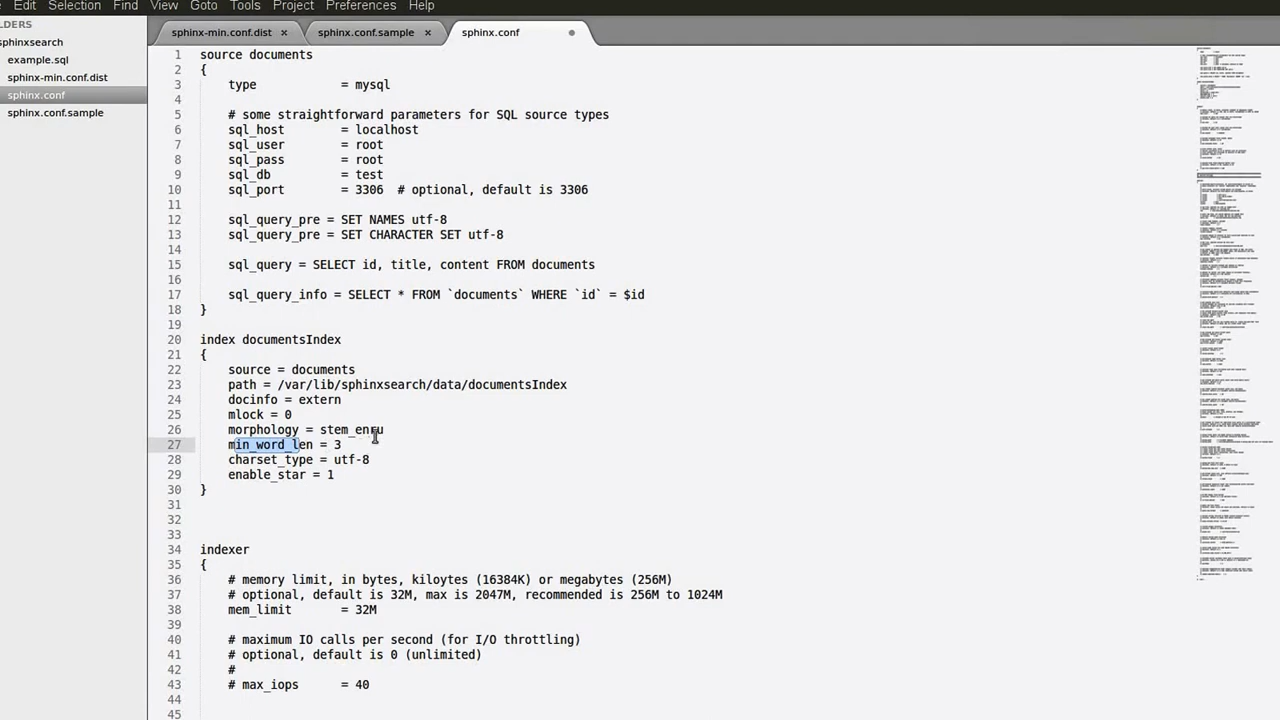 Edit Selection Find View Goto Tools Project Preferences Help
LDERS
sphinxsearch
example.sql
sphinx-min.conf.dist
sphinx.conf
sphinx.conf.sample
sphinx-min.conf.dist × sphinx.conf.sample × sphinx.conf
1 source documents
2 {
3 type = mysql
4
5 # some straightforward parameters for SQL source types
6 sql_host = localhost
7 sql_user = root
8 sql_pass = root
9 sql_db = test
10 sql_port = 3306 # optional, default is 3306
11
12 sql_query_pre = SET NAMES utf-8
13 sql_query_pre = SET CHARACTER SET utf-8
14
15 sql_query = SELECT id, title, content FROM documents
16
17 sql_query_info = SELECT * FROM `documents` WHERE `id` = $id
18 }
19
20 index documentsIndex
21 {
22 source = documents
23 path = /var/lib/sphinxsearch/data/docmentsIndex
24 docinfo = extern
25 mlock = 0
26 morphology = stem_enru
27 min_word_len = 3
28 charset_type = utf-8
29 enable_star = 1
30 }
31
32
33
34 indexer
35 {
36 # memory limit, in bytes, kiloytes (16384K) or megabytes (256M)
37 # optional, default is 32M, max is 2047M, recommended is 256M to 1024M
38 mem_limit = 32M
39
40 # maximum IO calls per second (for I/O throttling)
41 # optional, default is 0 (unlimited)
42 #
43 # max_iops = 40
44
45